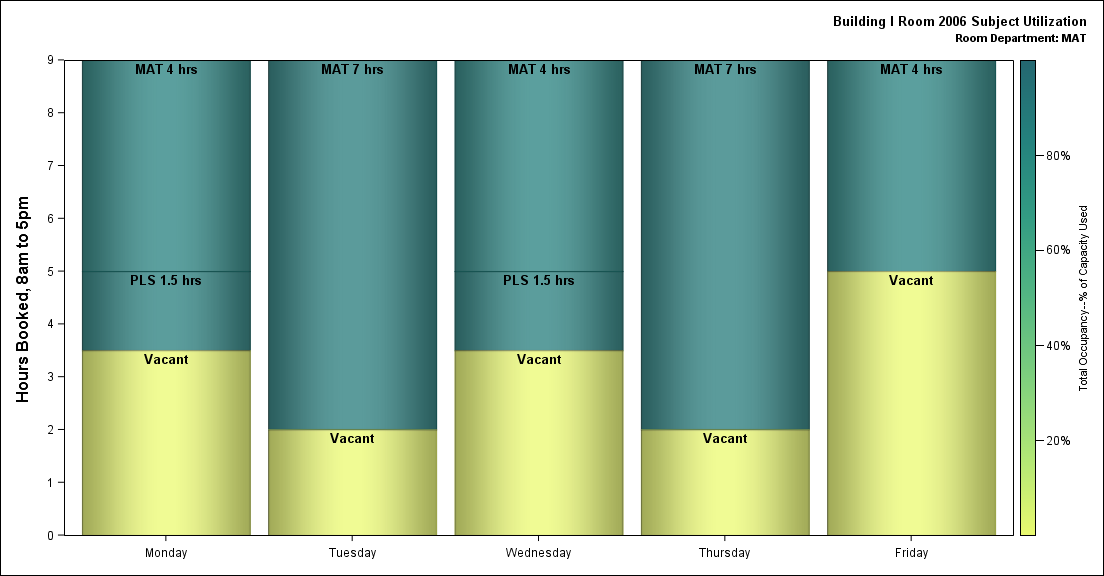 Building I Room 2006 Subject Utilization
Room Department: MAT
Hours Booked, 8am to 5pm
9
8
7
6
5
4
3
2
1
0
MAT 4 hrs
PLS 1.5 hrs
Vacant
MAT 7 hrs
Vacant
MAT 4 hrs
PLS 1.5 hrs
Vacant
MAT 7 hrs
Vacant
MAT 4 hrs
Vacant
Monday
Tuesday
Wednesday
Thursday
Friday
80%
60%
40%
20%
Total Occupancy--% of Capacity Used